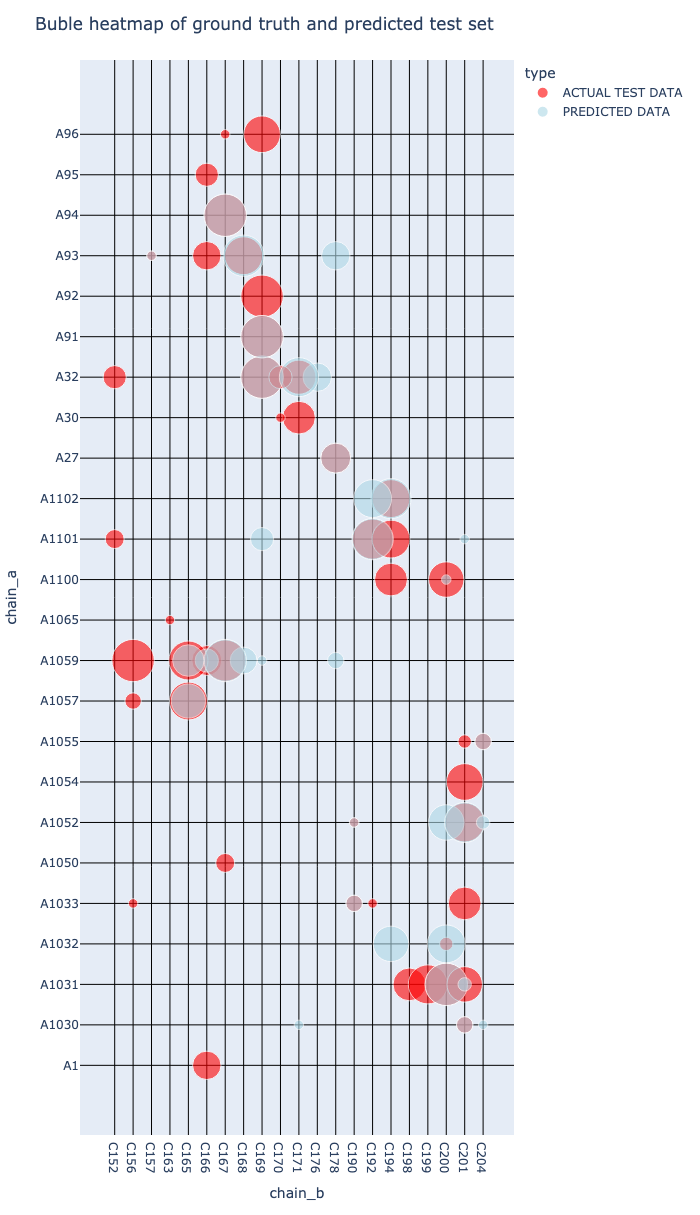 Buble heatmap of ground truth and predicted test set
type
ACTUAL TEST DATA
PREDICTED DATA
A96
A95
A94
A93
A92
A91
A32
A30
A27
A1102
A1101
A1100
A1065
A1059
A1057
A1055
A1054
A1052
A1050
A1033
A1032
A1031
A1030
A1
chain_a
C152
C156
C157
C163
C165
C166
C167
C168
C169
C170
C171
C176
C178
C190
C192
C194
C198
C199
C200
C201
C204
chain_b